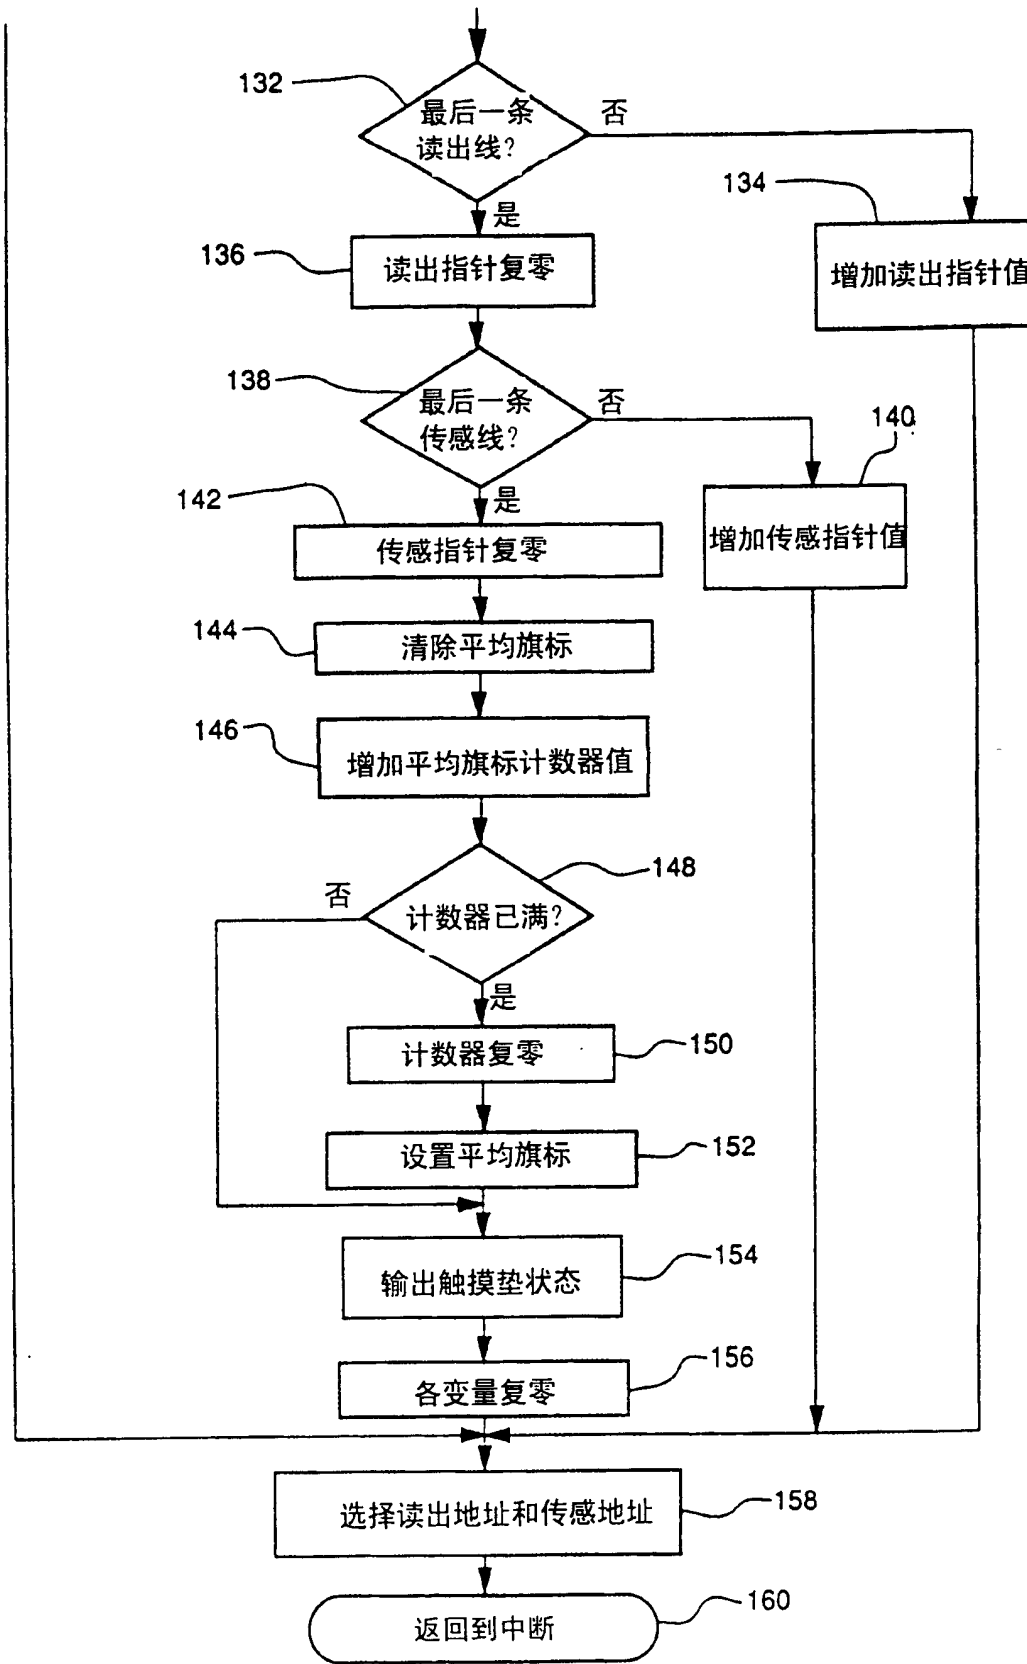 132
最后一条
读出线?
否
134
是
136
读出指针复零
增加读出指针值
138
最后一条
传感线?
否
140
142
是
传感指针复零
增加传感指针值
144
清除平均旗标
146
增加平均旗标计数器值
148
否
计数器已满?
是
计数器复零
150
设置平均旗标
152
154
输出触摸垫状态
156
各变量复零
158
选择读出地址和传感地址
160
返回到中断